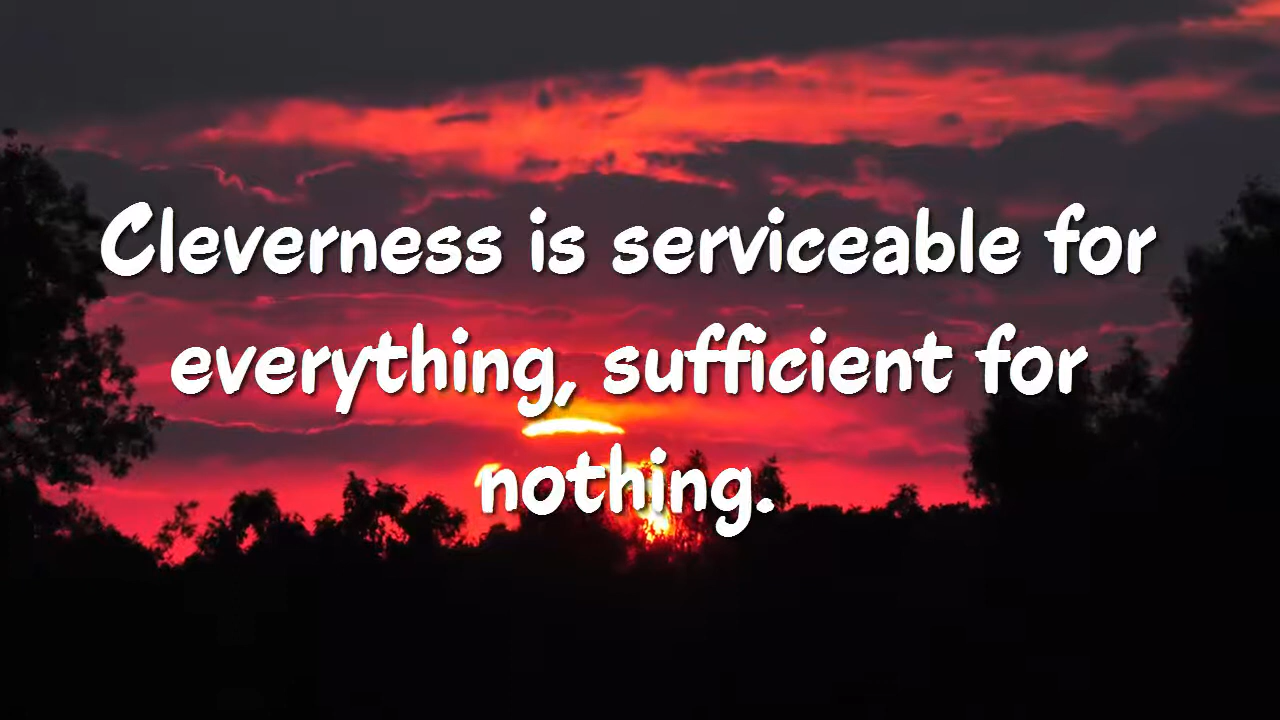 Cleverness is serviceable for
everything, sufficient for
nothing.